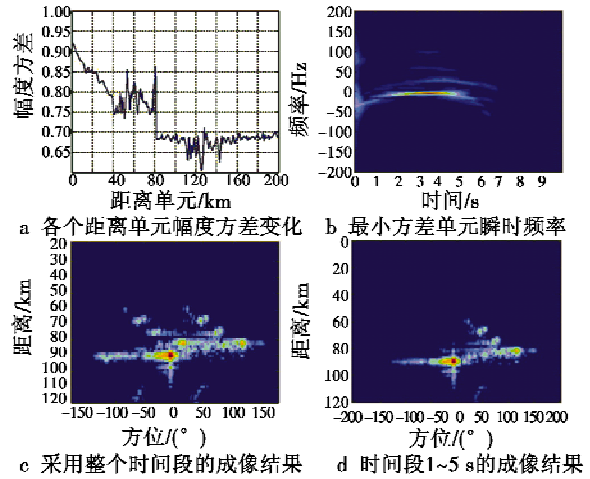 幅度方差
1.00
0.95
0.90
0.85
0.80
0.75
0.70
0.65
0 40 80 120 160 200
距离单元/km
a 各个距离单元幅度方差变化
频率/Hz
200
150
100
50
0
-50
-100
-150
-200
0 1 2 3 4 5 6 7 8 9
时间/s
b 最小方差单元瞬时频率
距离/km
20
30
40
50
60
70
80
90
100
110
120
-150 -100 -50 0 50 100 150
方位/(°)
c 采用整个时间段的成像结果
距离/km
0
20
40
60
80
100
120
-200 -150 -100 -50 0 50 100 150 200
方位/(°)
d 时间段1~5 s的成像结果